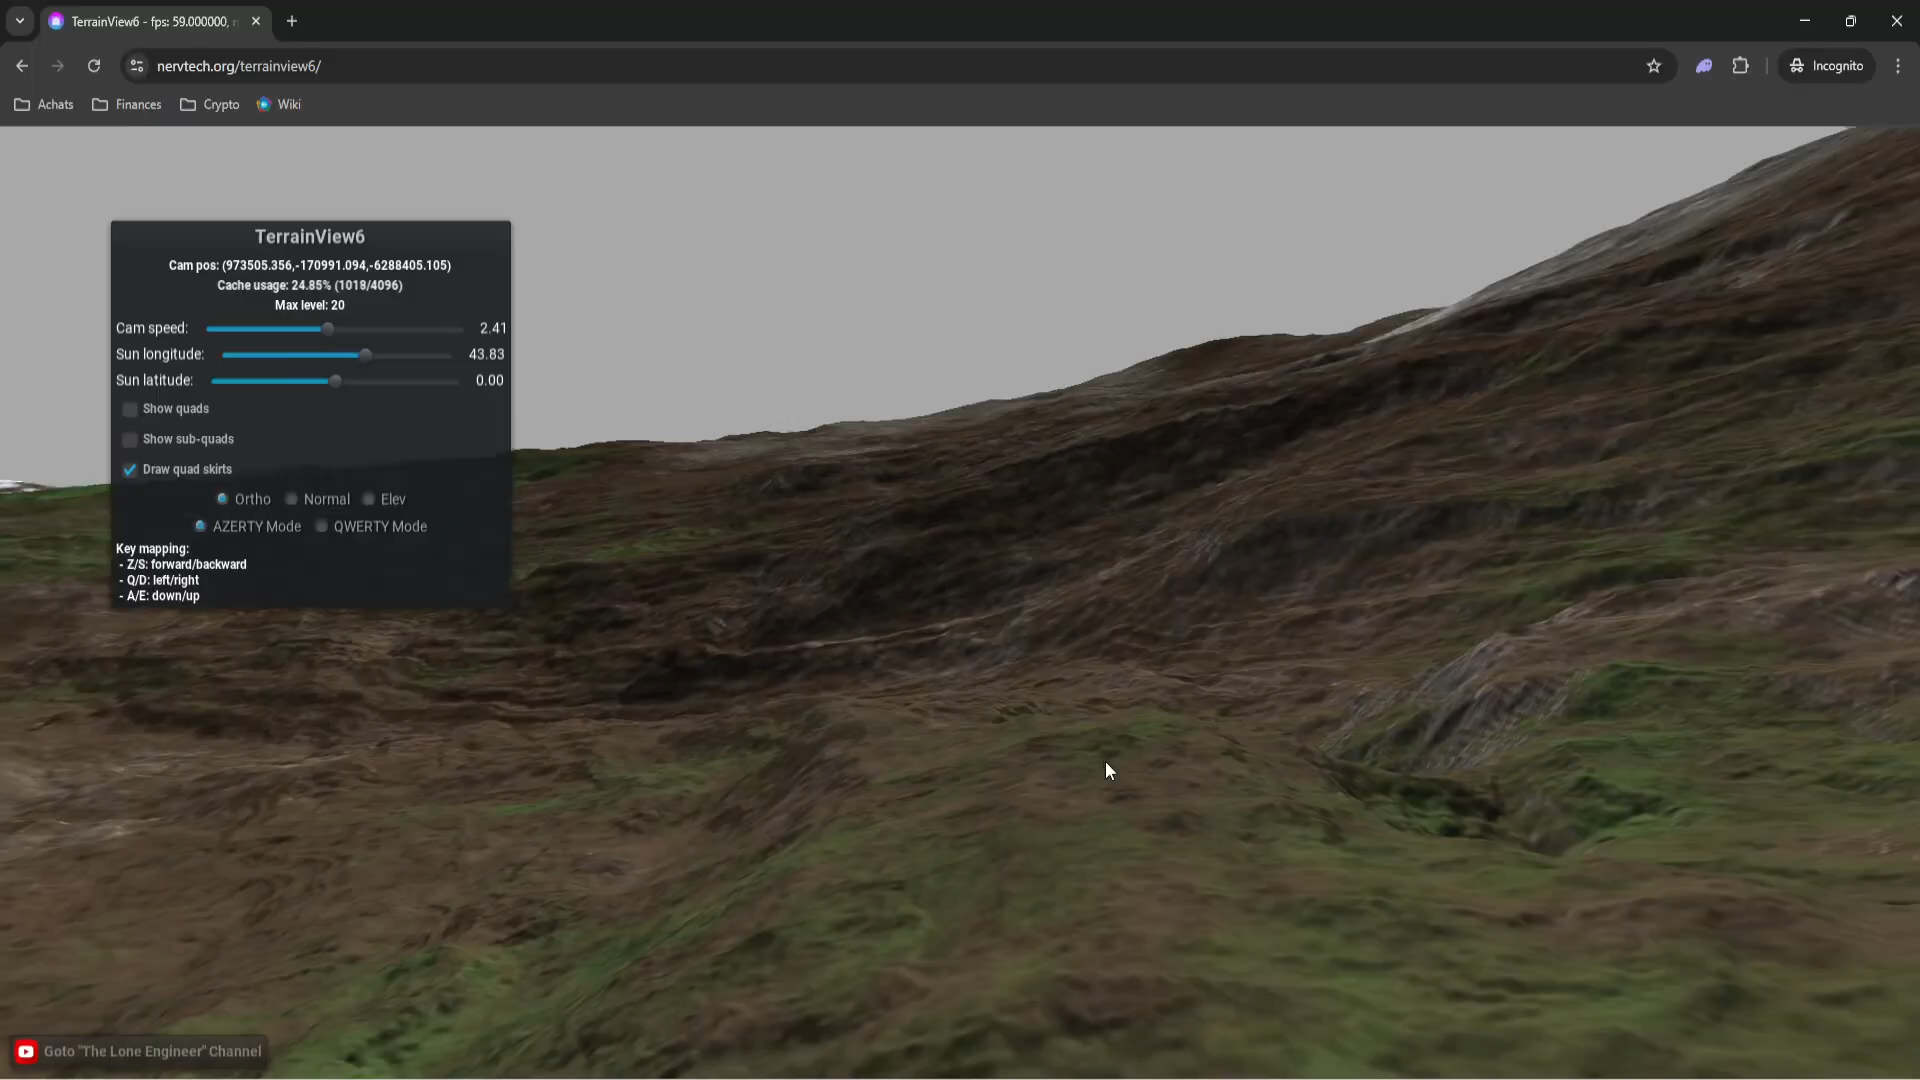 TerrainView6 - fps: 59.000000,
nervtech.org/terrainview6/
Incognito
Achats
Finances
Crypto
Wiki
TerrainView6
Cam pos: (973505.356,-170991.094,-6288405.105)
Cache usage: 24.85% (1018/4096)
Max level: 20
Cam speed: 2.41
Sun longitude: 43.83
Sun latitude: 0.00
Show quads
Show sub-quads
Draw quad skirts
Ortho Normal Elev
AZERTY Mode QWERTY Mode
Key mapping:
- Z/S: forward/backward
- Q/D: left/right
- A/E: down/up
Goto "The Lone Engineer" Channel